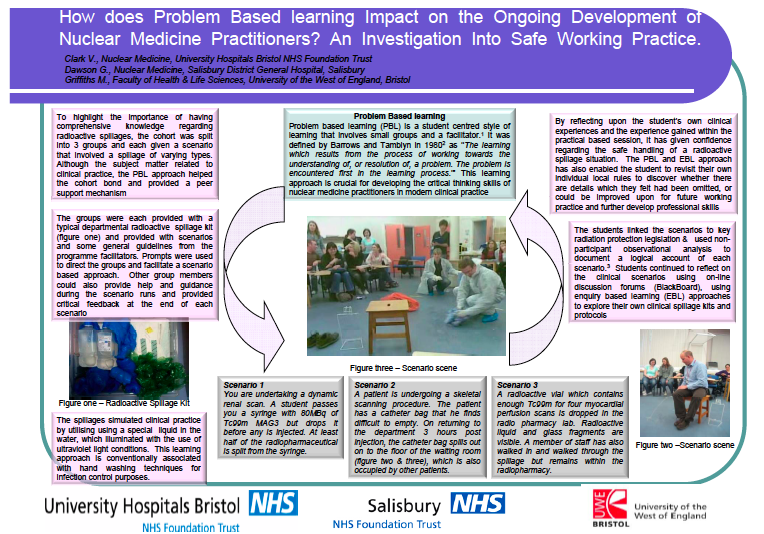 How does Problem Based learning Impact on the Ongoing Development of
Nuclear Medicine Practitioners? An Investigation Into Safe Working Practice.
Clark V., Nuclear Medicine, University Hospitals Bristol NHS Foundation Trust
Dawson G., Nuclear Medicine, Salisbury District General Hospital, Salisbury
Griffiths M., Faculty of Health & Life Sciences, University of the West of England, Bristol
To highlight the importance of having
comprehensive knowledge regarding
radioactive spillages, the cohort was split
into 3 groups and each given a scenario
that involved a spillage of varying types.
Although the subject matter related to
clinical practice, the PBL approach helped
the cohort bond and provided a peer
support mechanism
The groups were each provided with a
typical departmental radioactive spillage kit
(figure one) and provided with scenarios
and some general guidelines from the
programme facilitators. Prompts were used
to direct the groups and facilitate a scenario
based approach. Other group members
could also provide help and guidance
during the scenario runs and provided
critical feedback at the end of each
scenario
Figure one – Radioactive Spillage Kit
The spillages simulated clinical practice
by utilising using a special liquid in the
water, which illuminated with the use of
ultraviolet light conditions. This learning
approach is conventionally associated
with hand washing techniques for
infection control purposes.
Problem Based learning
Problem based learning (PBL) is a student centred style of
learning that involves small groups and a facilitator.¹ It was
defined by Barrows and Tamblyn in 1980² as "The learning
which results from the process of working towards the
understanding of, or resolution of, a problem. The problem is
encountered first in the learning process." This learning
approach is crucial for developing the critical thinking skills of
nuclear medicine practitioners in modern clinical practice
Figure three – Scenario scene
Scenario 1
You are undertaking a dynamic
renal scan. A student passes
you a syringe with 80MBq of
Tc99m MAG3 but drops it
before any is injected. At least
half of the radiopharmaceutical
is split from the syringe.
Scenario 2
A patient is undergoing a skeletal
scanning procedure. The patient
has a catheter bag that he finds
difficult to empty. On returning to
the department 3 hours post
injection, the catheter bag spills out
on to the floor of the waiting room
(figure two & three), which is also
occupied by other patients.
Scenario 3
A radioactive vial which contains
enough Tc99m for four myocardial
perfusion scans is dropped in the
radio pharmacy lab. Radioactive
liquid and glass fragments are
visible. A member of staff has also
walked in and walked through the
spillage but remains within the
radiopharmacy.
By reflecting upon the student's own clinical
experiences and the experience gained within the
practical based session, it has given confidence
regarding the safe handling of a radioactive
spillage situation. The PBL and EBL approach
has also enabled the student to revisit their own
individual local rules to discover whether there
are details which they felt had been omitted, or
could be improved upon for future working
practice and further develop professional skills
The students linked the scenarios to key
radiation protection legislation & used non-
participant observational analysis to
document a logical account of each
scenario.³ Students continued to reflect on
the clinical scenarios using on-line
discussion forums (BlackBoard), using
enquiry based learning (EBL) approaches
to explore their own clinical spillage kits and
protocols
Figure two –Scenario scene
University Hospitals Bristol NHS
NHS Foundation Trust
Salisbury NHS
NHS Foundation Trust
UWE
BRISTOL
University of the
West of England